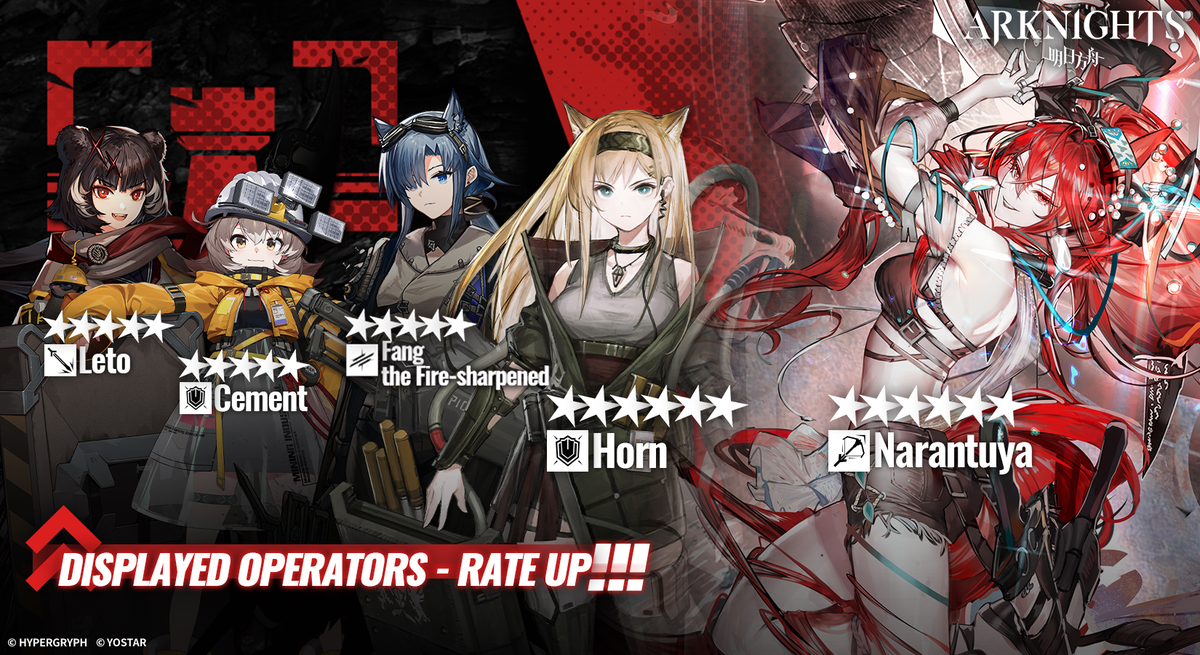 ARKNIGHTS
明日方舟
Leto
Cement
Fang
the Fire-sharpened
Horn
Narantuya
DISPLAYED OPERATORS - RATE UP!!!
© HYPERGRYPH © YOSTAR